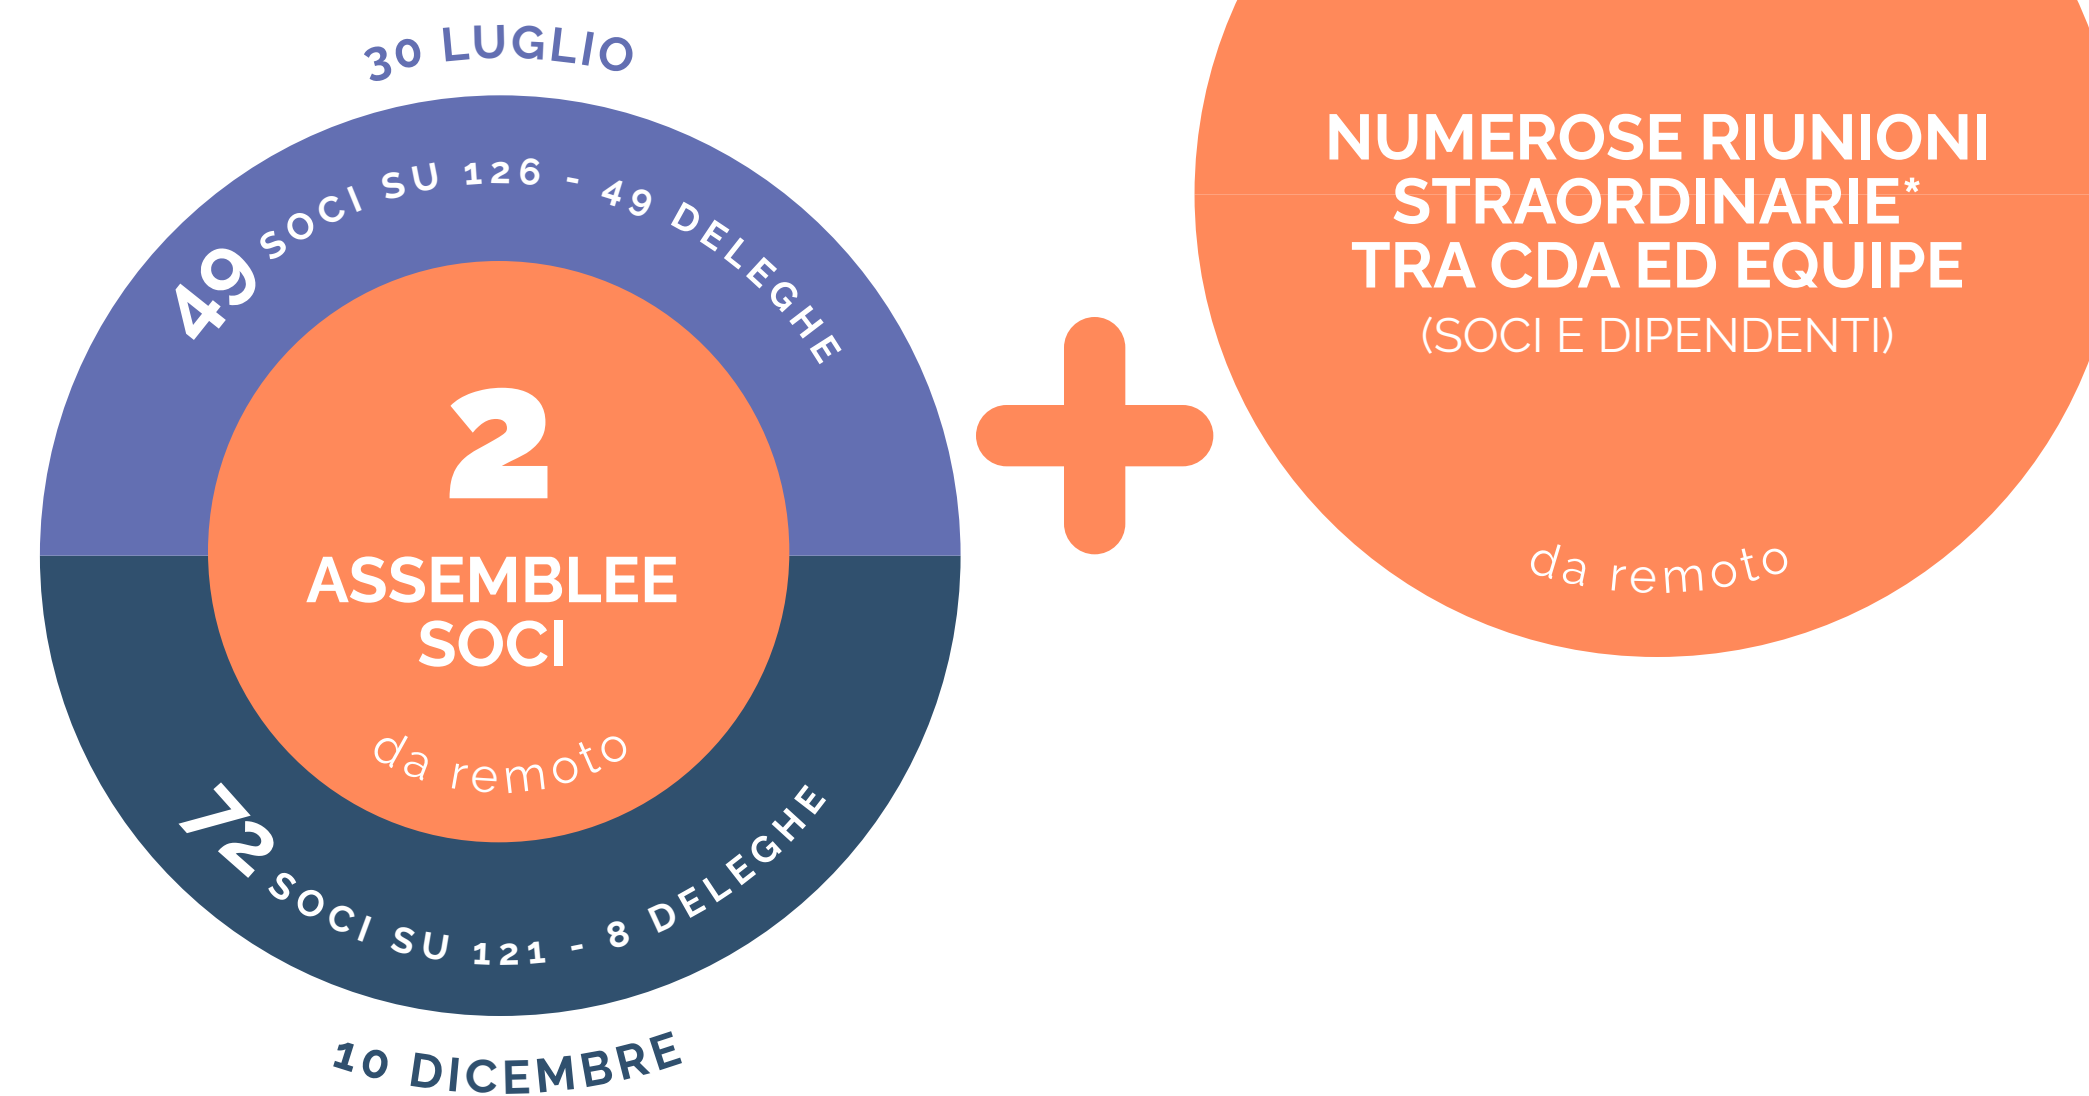 30 LUGLIO
49 SOCI SU 126 - 49 DELEGHE
2
ASSEMBLEE
SOCI
da remoto
72 SOCI SU 121 - 8 DELEGHE
10 DICEMBRE
NUMEROSE RIUNIONI
STRAORDINARIE*
TRA CDA ED EQUIPE
(SOCI E DIPENDENTI)
da remoto